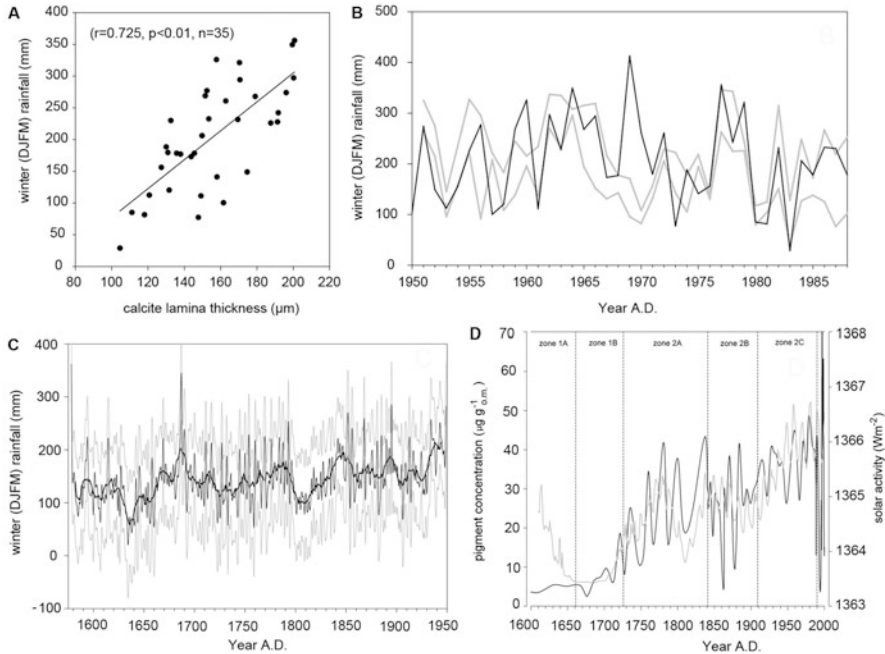 A
(r=0.725, p<0.01, n=35)
winter (DJFM) rainfall (mm)
400
350
300
250
200
150
100
50
0
80 100 120 140 160 180 200 220
calcite lamina thickness (µm)
B
winter (DJFM) rainfall (mm)
500
400
300
200
100
0
1950 1955 1960 1965 1970 1975 1980 1985
Year A.D.
C
winter (DJFM) rainfall (mm)
400
300
200
100
0
-100
1600 1650 1700 1750 1800 1850 1900 1950
Year A.D.
D
zone 1A zone 1B zone 2A zone 2B zone 2C
pigment concentration (µg g-1 o.m.)
70
60
50
40
30
20
10
0
1368
1367
1366
1365
1364
1363
solar activity (Wm-2)
1600 1650 1700 1750 1800 1850 1900 1950 2000
Year A.D.